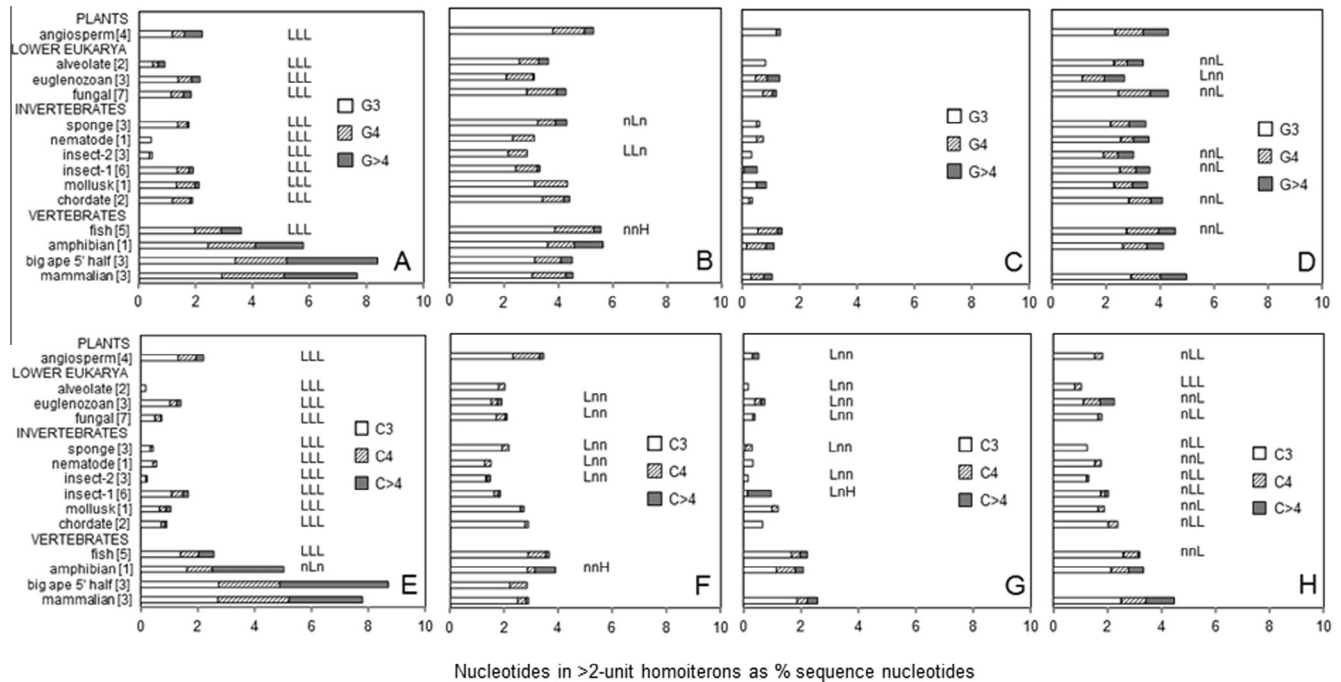 PLANTS
angiosperm [4] LLL
LOWER EUKARYA
alveolate [2] LLL
euglenozoan [3] LLL
fungal [7] LLL
INVERTEBRATES
sponge [3] LLL
nematode [1] LLL
insect-2 [3] LLL
insect-1 [6] LLL
mollusk [1] LLL
chordate [2] LLL
VERTEBRATES
fish [5] LLL
amphibian [1]
big ape 5' half [3]
mammalian [3]
G3
G4
G>4
A
0 2 4 6 8 10
nLn
LLn
nnH
B
0 2 4 6 8 10
G3
G4
G>4
C
0 2 4 6 8 10
nnL
Lnn
nnL
nnL
nnL
nnL
nnL
G3
G4
G>4
D
0 2 4 6 8 10
PLANTS
angiosperm [4] LLL
LOWER EUKARYA
alveolate [2] LLL
euglenozoan [3] LLL
fungal [7] LLL
INVERTEBRATES
sponge [3] LLL
nematode [1] LLL
insect-2 [3] LLL
insect-1 [6] LLL
mollusk [1] LLL
chordate [2] LLL
VERTEBRATES
fish [5] LLL
amphibian [1] nLn
big ape 5' half [3]
mammalian [3]
C3
C4
C>4
E
0 2 4 6 8 10
Lnn
Lnn
Lnn
Lnn
Lnn
nnH
C3
C4
C>4
F
0 2 4 6 8 10
Lnn
Lnn
Lnn
Lnn
Lnn
Lnn
LnH
C3
C4
C>4
G
0 2 4 6 8 10
nLL
LLL
nnL
nLL
nLL
nLL
nLL
nLL
nnL
nLL
nnL
C3
C4
C>4
H
0 2 4 6 8 10
Nucleotides in >2-unit homoiterons as % sequence nucleotides